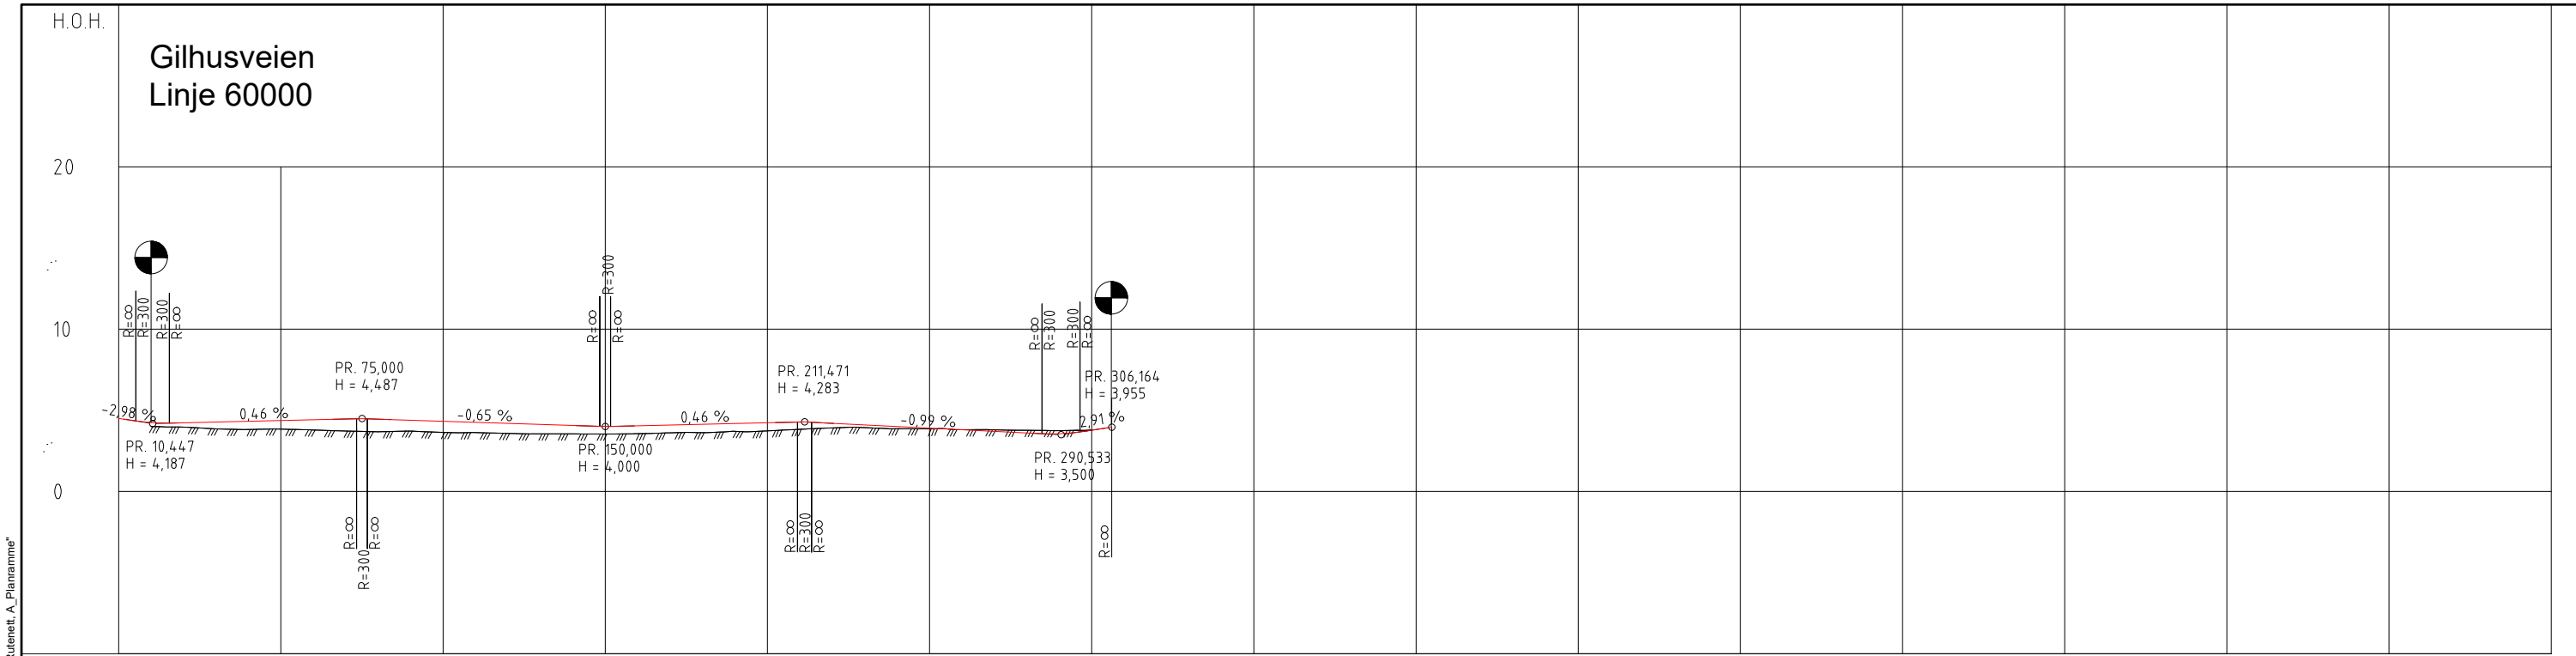 H.O.H.
Gilhusveien
Linje 60000
20
10
0
R=∞
R=300
R=300
R=∞
R=∞
R=300
R=∞
R=∞
R=300
R=300
R=∞
PR. 75,000
H = 4,487
PR. 211,471
H = 4,283
PR. 306,164
H = 3,955
-2,98 %
0,46 %
-0,65 %
0,46 %
-0,99 %
2,91 %
PR. 10,447
H = 4,187
PR. 150,000
H = 4,000
PR. 290,533
H = 3,500
R=∞
R=300
R=∞
R=∞
R=300
R=∞
R=∞
A_Planramme"